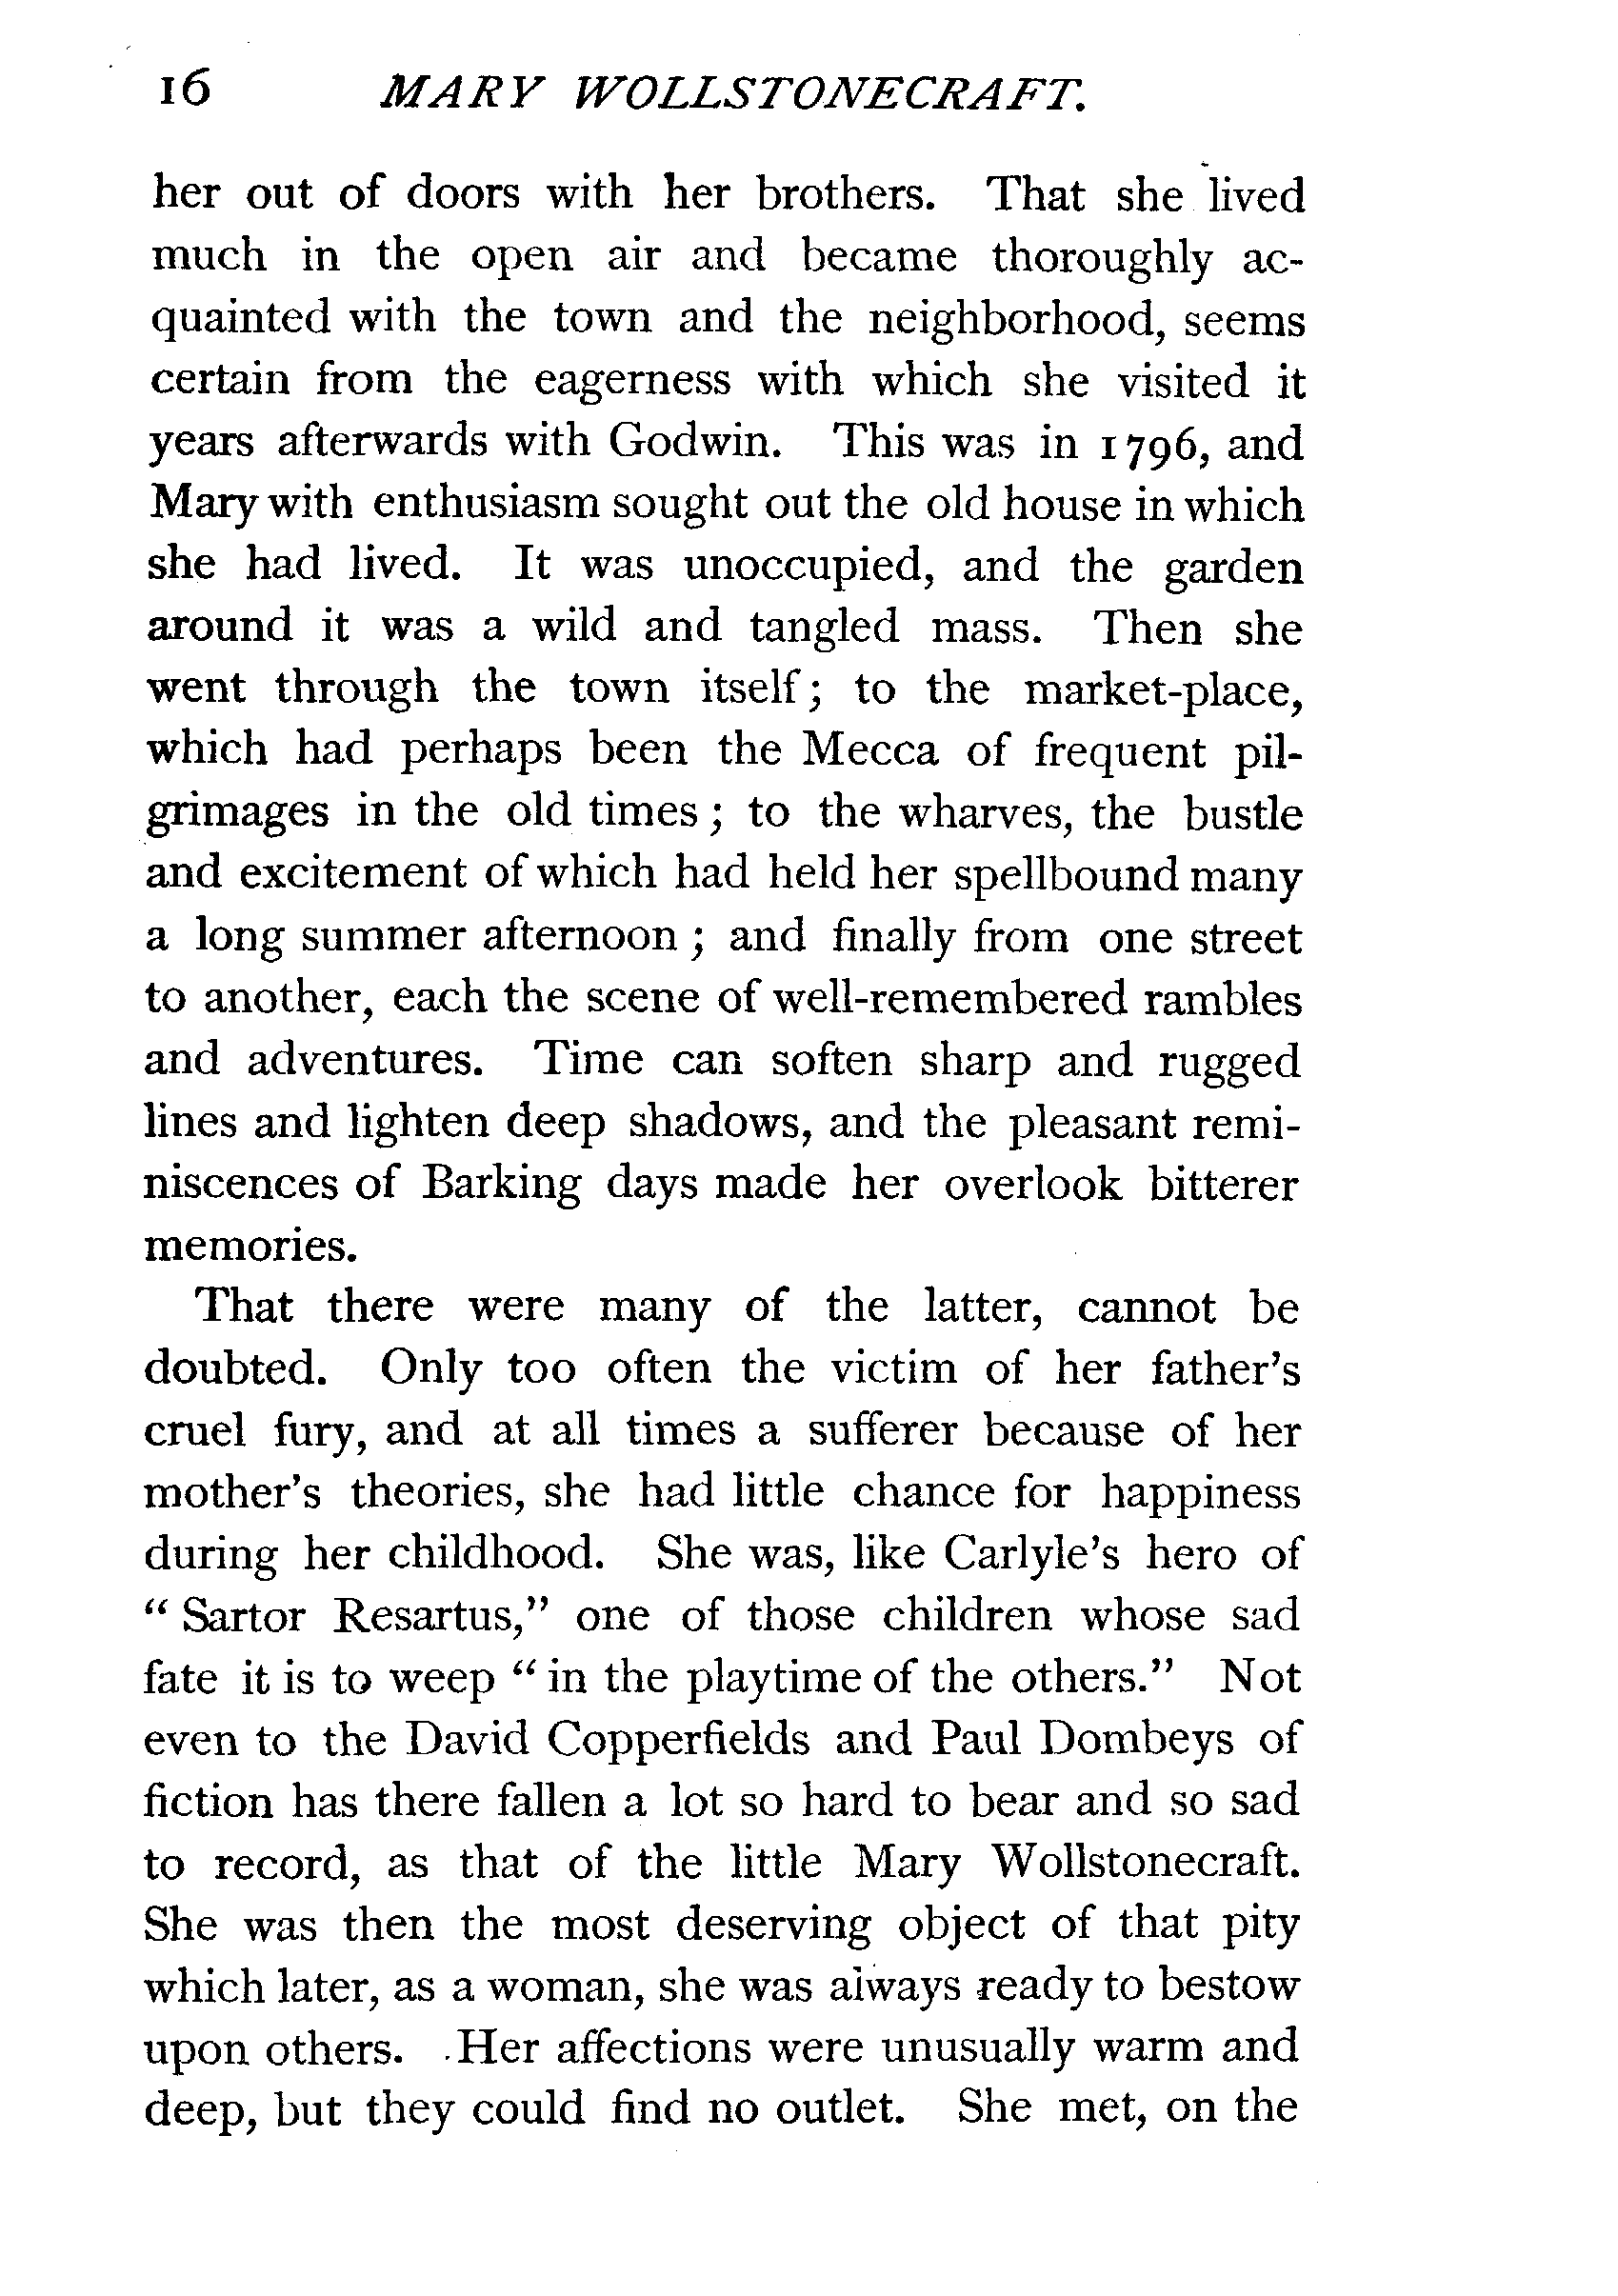 16 MARY WOLLSTONECRAFT.
her out of doors with her brothers. That she lived
much in the open air and became thoroughly ac-
quainted with the town and the neighborhood, seems
certain from the eagerness with which she visited it
years afterwards with Godwin. This was in 1796, and
Mary with enthusiasm sought out the old house in which
she had lived. It was unoccupied, and the garden
around it was a wild and tangled mass. Then she
went through the town itself; to the market-place,
which had perhaps been the Mecca of frequent pil-
grimages in the old times; to the wharves, the bustle
and excitement of which had held her spellbound many
a long summer afternoon; and finally from one street
to another, each the scene of well-remembered rambles
and adventures. Time can soften sharp and rugged
lines and lighten deep shadows, and the pleasant remi-
niscences of Barking days made her overlook bitterer
memories.
That there were many of the latter, cannot be
doubted. Only too often the victim of her father's
cruel fury, and at all times a sufferer because of her
mother's theories, she had little chance for happiness
during her childhood. She was, like Carlyle's hero of
"Sartor Resartus," one of those children whose sad
fate it is to weep "in the playtime of the others." Not
even to the David Copperfields and Paul Dombeys of
fiction has there fallen a lot so hard to bear and so sad
to record, as that of the little Mary Wollstonecraft.
She was then the most deserving object of that pity
which later, as a woman, she was always ready to bestow
upon others. Her affections were unusually warm and
deep, but they could find no outlet. She met, on the